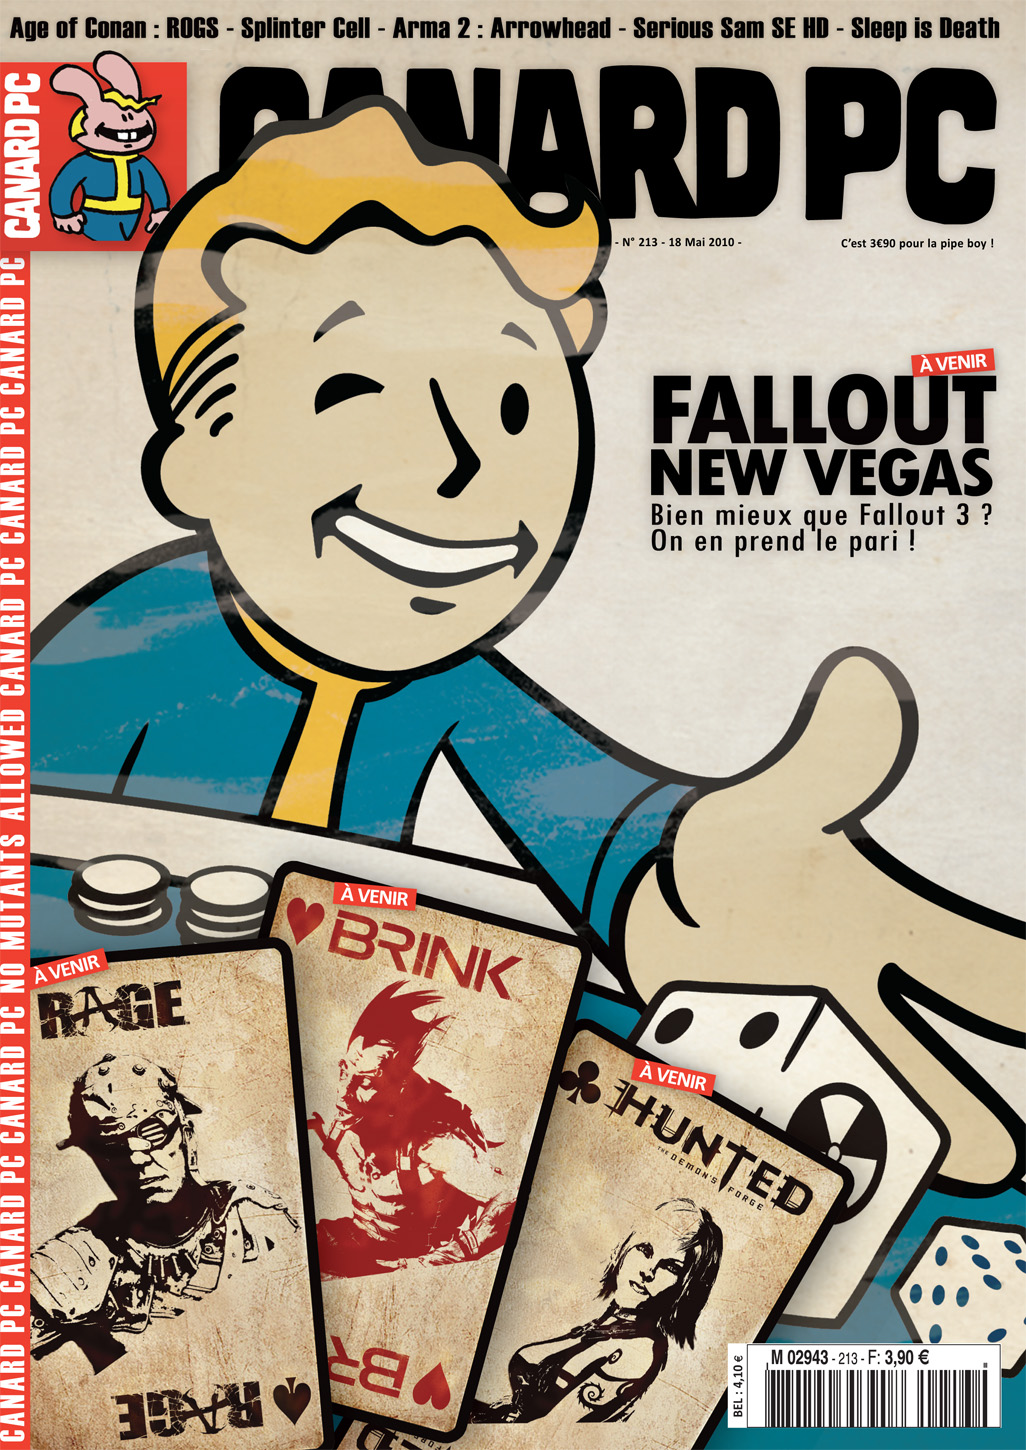 Age of Conan : ROGS - Splinter Cell - Arma 2 : Arrowhead - Serious Sam SE HD - Sleep is Death
CANARD PC
CANARD PC
- N° 213 - 18 Mai 2010 -
C'est 3€90 pour la pipe boy !
À VENIR
FALLOUT
NEW VEGAS
Bien mieux que Fallout 3 ?
On en prend le pari !
CANARD PC CANARD PC CANARD PC NO MUTANTS ALLOWED CANARD PC CANARD PC CANARD PC CANARD PC
À VENIR
BRINK
BR
À VENIR
RAGE
RAGE
À VENIR
HUNTED
THE DEMON'S FORGE
ED
FORGE
BEL : 4,10 €
M 02943 - 213 - F: 3,90 €